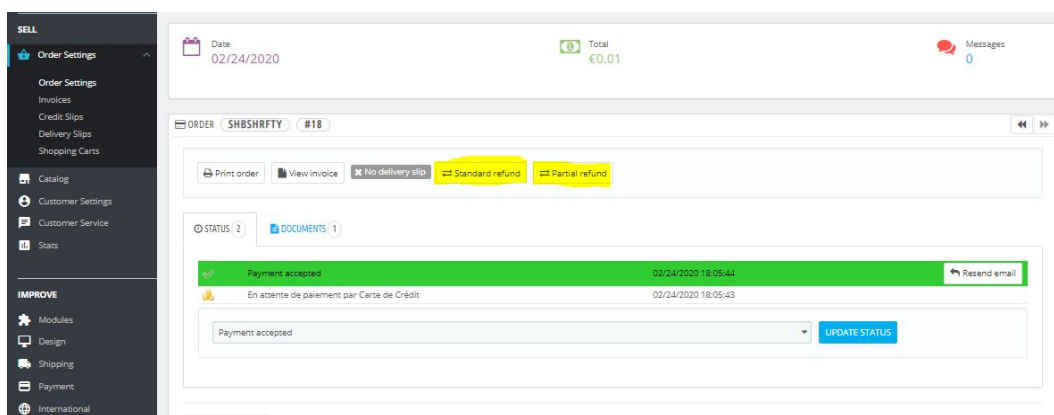 SELL
Order Settings
Order Settings
Invoices
Credit Slips
Delivery Slips
Shopping Carts
Catalog
Customer Settings
Customer Service
Stats
IMPROVE
Modules
Design
Shipping
Payment
International
Date
02/24/2020
Total
€0.01
Messages
0
ORDER SHBSHRFTY #18
Print order View invoice No delivery slip Standard refund Partial refund
STATUS 2 DOCUMENTS 1
Payment accepted 02/24/2020 18:05:44 Resend email
En attente de paiement par Carte de Crédit 02/24/2020 18:05:43
Payment accepted UPDATE STATUS